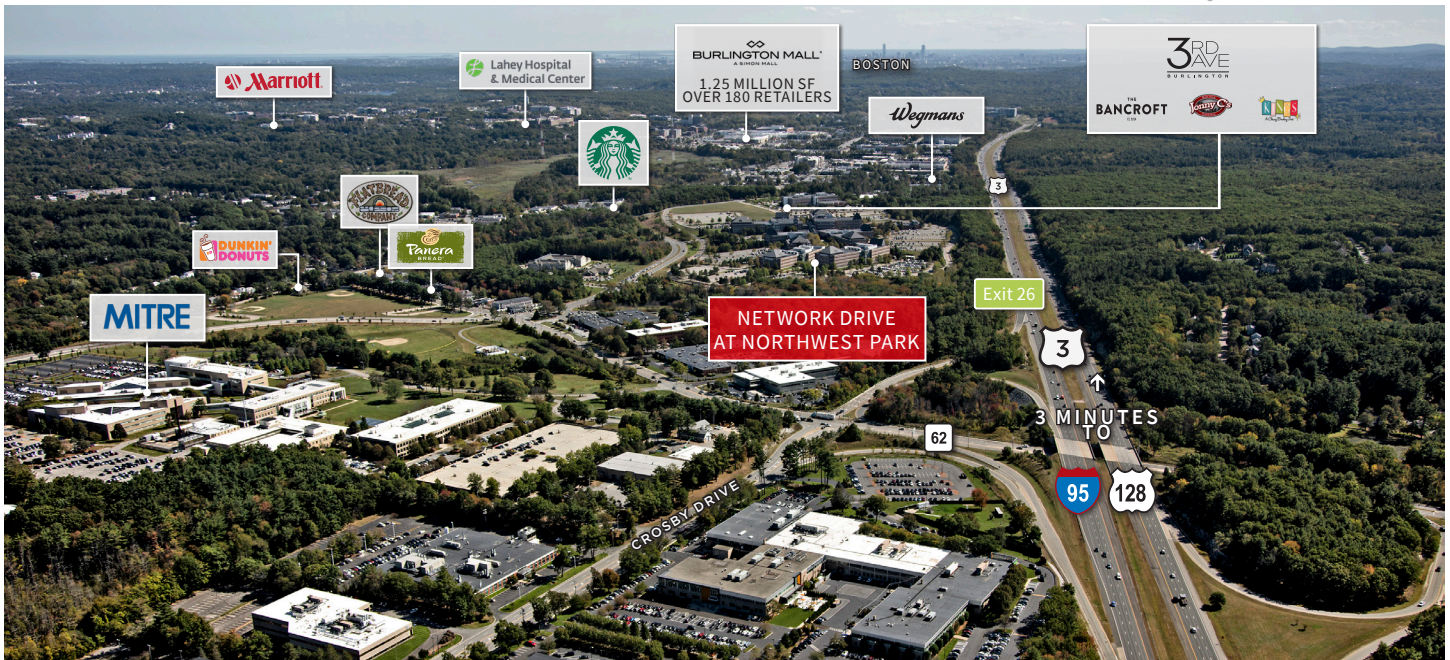 Marriott
Lahey Hospital
& Medical Center
BURLINGTON MALL
A SIMON MALL
1.25 MILLION SF
OVER 180 RETAILERS
BOSTON
Wegmans
3RD
AVE
BURLINGTON
THE
BANCROFT
Jonny C's
3
FLATBREAD
COMPANY
DUNKIN'
DONUTS
Panera
BREAD
MITRE
NETWORK DRIVE
AT NORTHWEST PARK
Exit 26
3
3 MINUTES
TO
62
95
128
CROSBY DRIVE